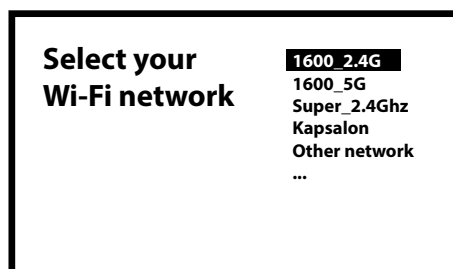 Select your
Wi-Fi network
1600_2.4G
1600_5G
Super_2.4Ghz
Kapsalon
Other network
...